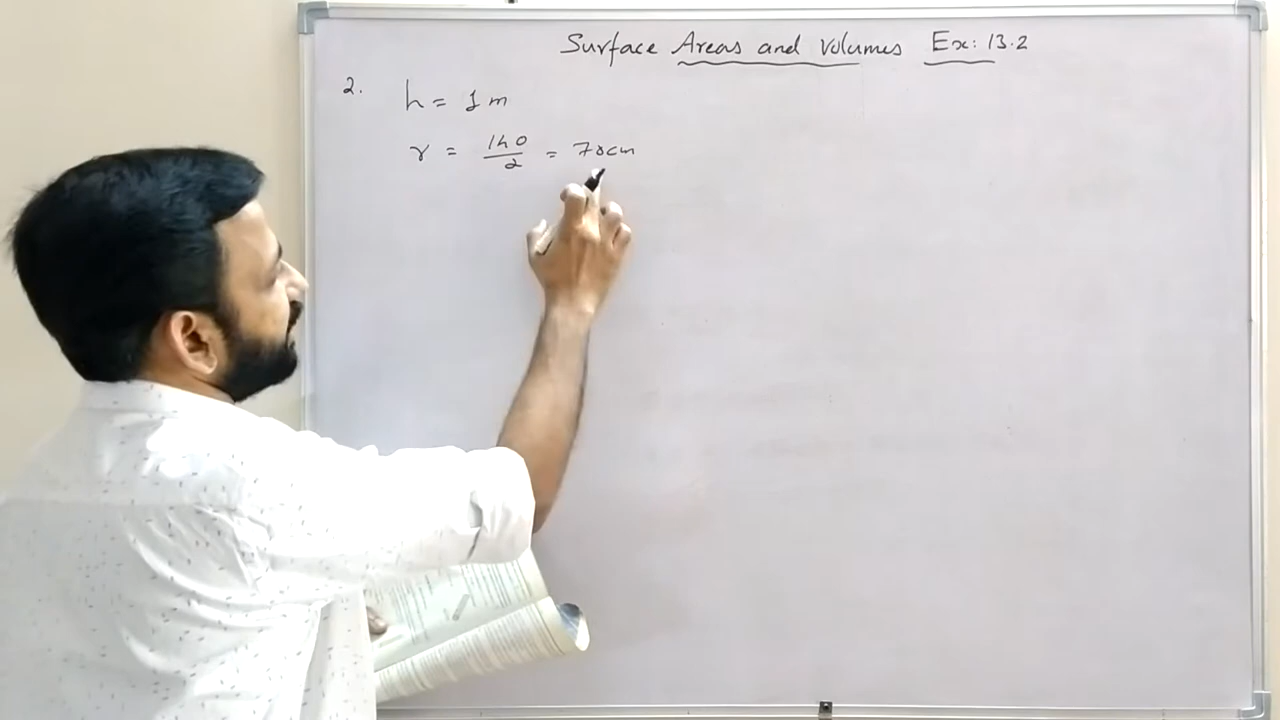 Surface Areas and volumes Ex: 13.2
2. h = 1 m
r = 140/2 = 70cm